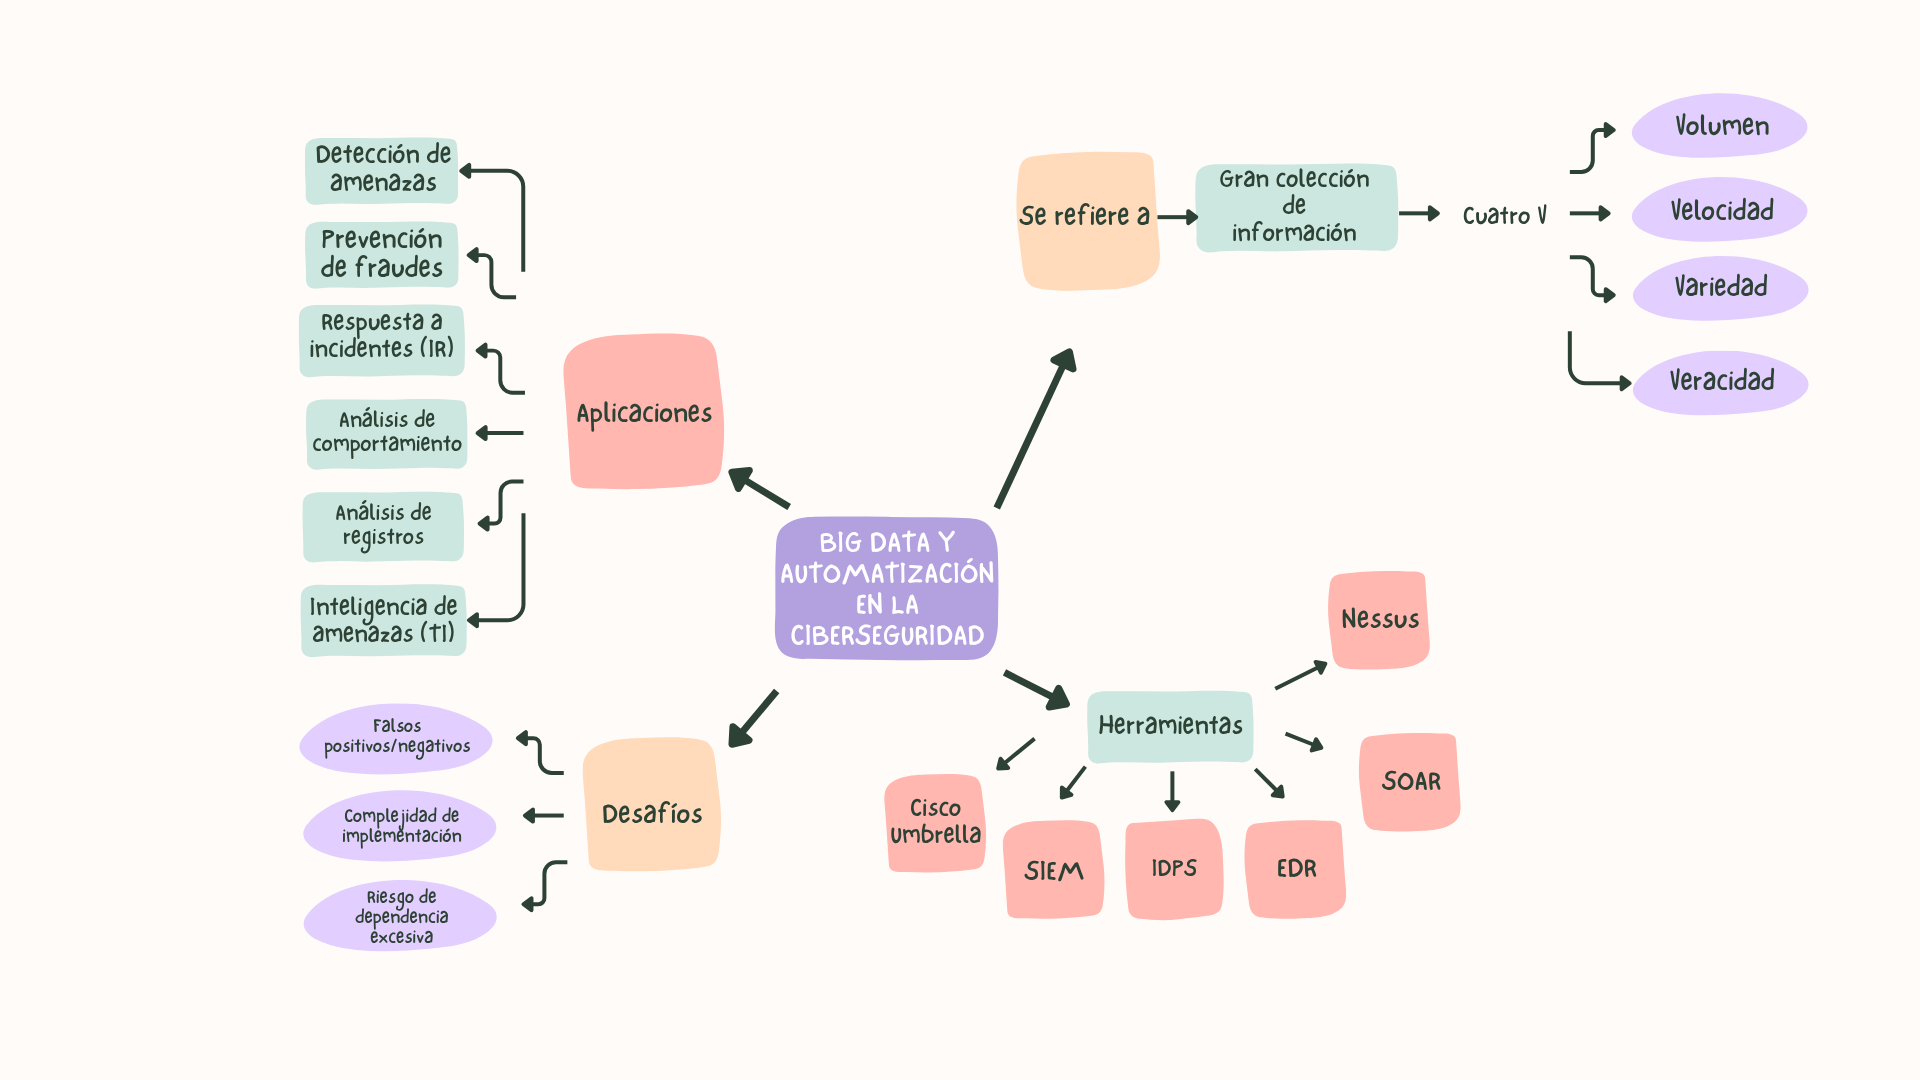 BIG DATA Y
AUTOMATIZACIÓN
EN LA
CIBERSEGURIDAD
Se refiere a
Gran colección
de
información
Cuatro V
Volumen
Velocidad
Variedad
Veracidad
Aplicaciones
Detección de
amenazas
Prevención
de fraudes
Respuesta a
incidentes (IR)
Análisis de
comportamiento
Análisis de
registros
Inteligencia de
amenazas (TI)
Desafíos
Falsos
positivos/negativos
Complejidad de
implementación
Riesgo de
dependencia
excesiva
Herramientas
Cisco
umbrella
SIEM
IDPS
EDR
SOAR
Nessus